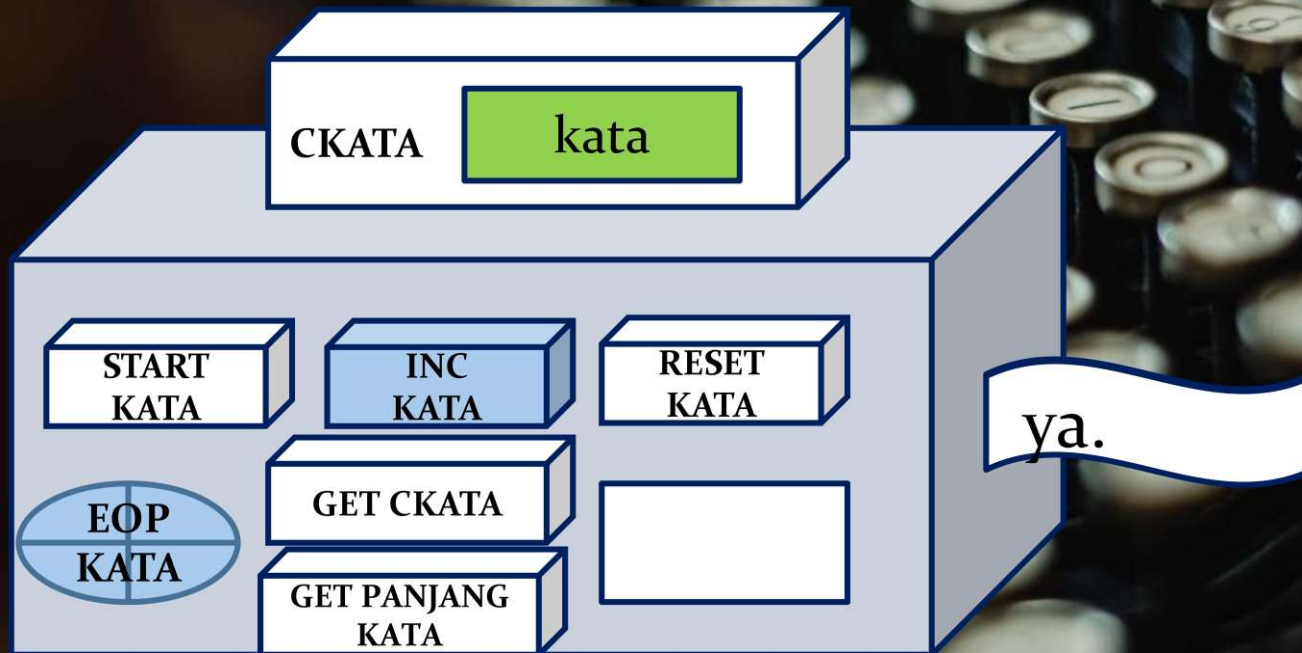 CKATA
kata
START
KATA
INC
KATA
RESET
KATA
ya.
EOP
KATA
GET CKATA
GET PANJANG
KATA